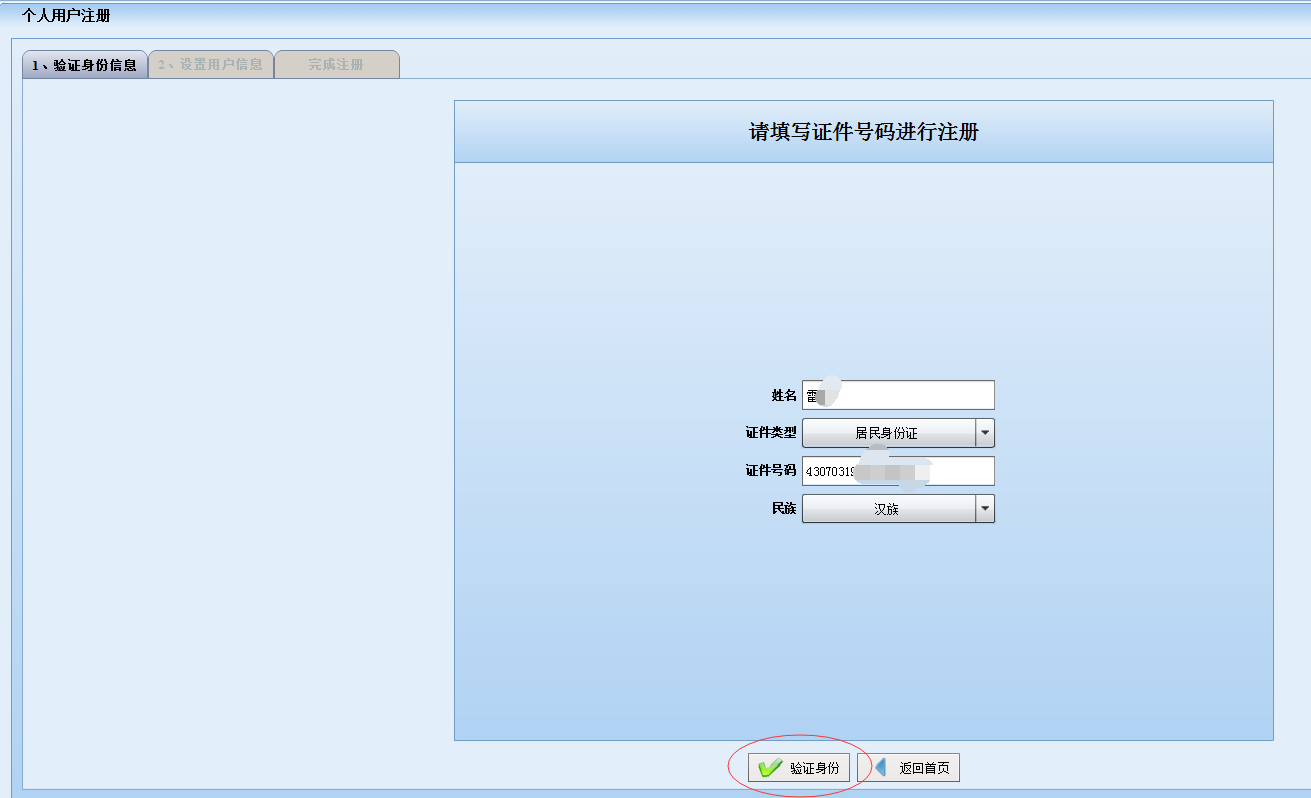 个人用户注册
1、验证身份信息 2、设置用户信息 完成注册
请填写证件号码进行注册
姓名 雷
证件类型 居民身份证
证件号码 43070319
民族 汉族
验证身份 返回首页